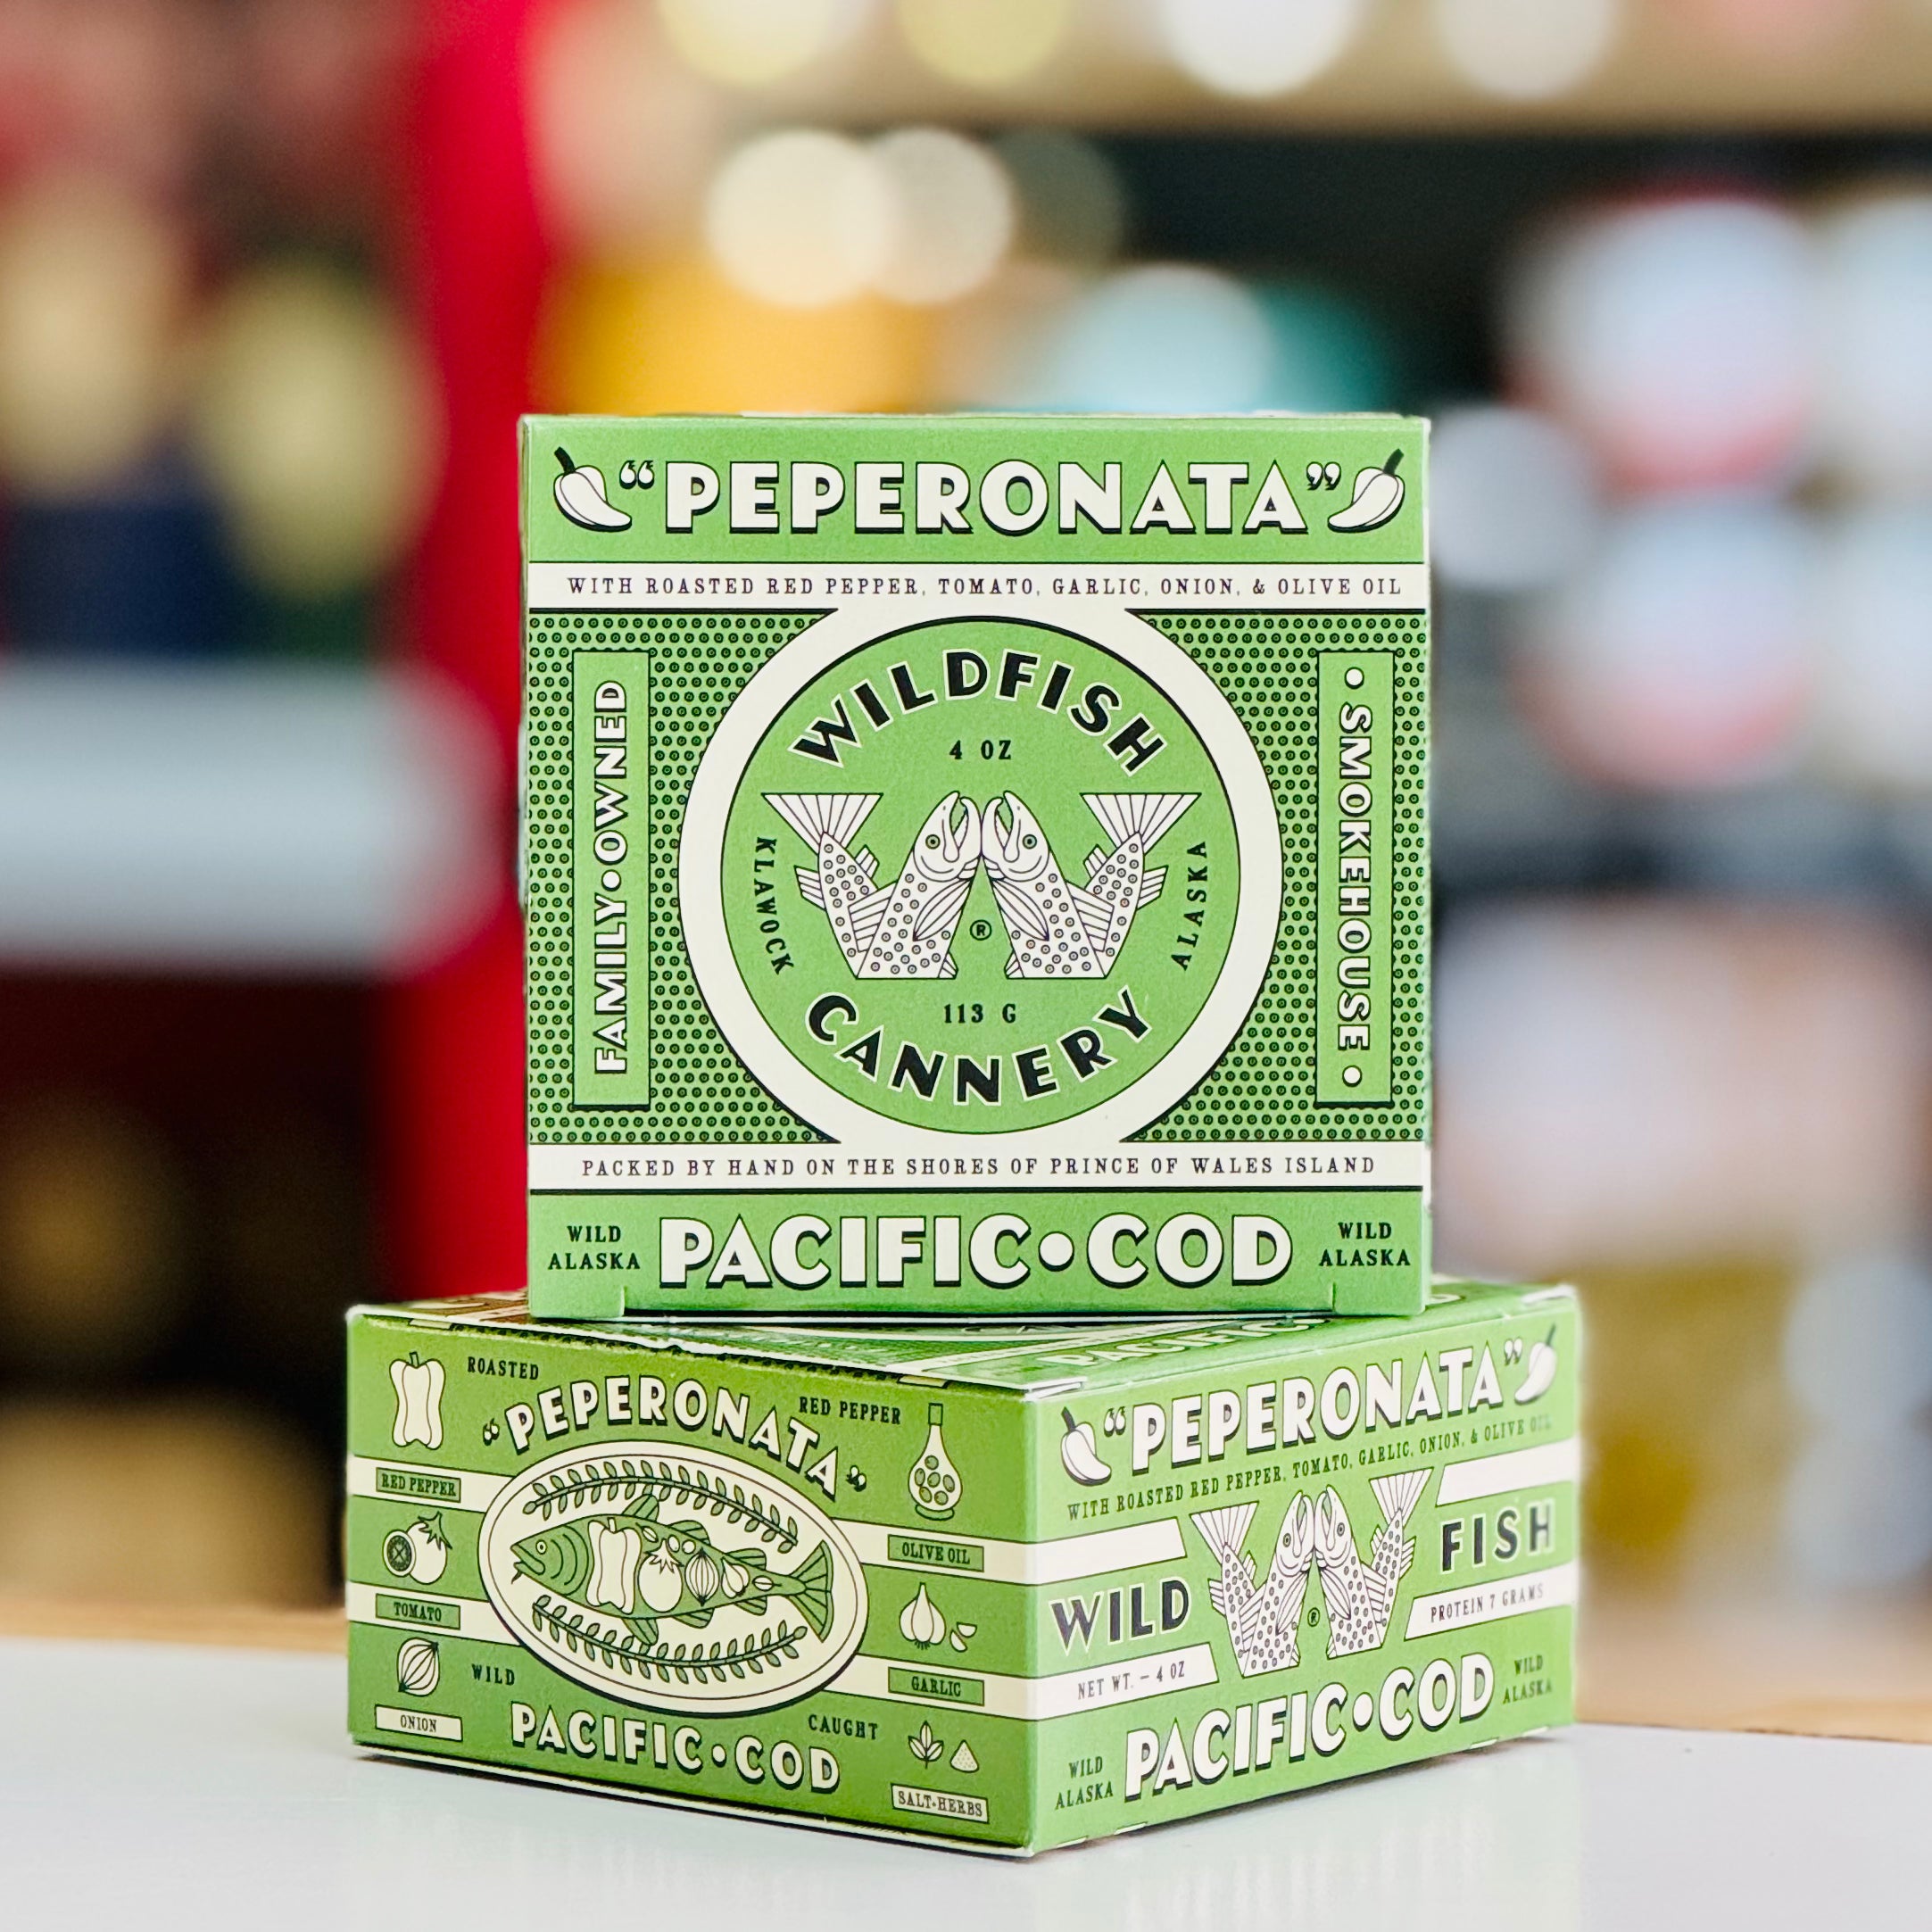 “PEPERONATA”
WITH ROASTED RED PEPPER, TOMATO, GARLIC, ONION, & OLIVE OIL
FAMILY•OWNED
WILDFISH
4 OZ
KLAWOCK
ALASKA
®
113 G
CANNERY
• SMOKEHOUSE •
PACKED BY HAND ON THE SHORES OF PRINCE OF WALES ISLAND
WILD ALASKA
PACIFIC•COD
WILD ALASKA
PACIFIC
ROASTED
RED PEPPER
“PEPERONATA”
RED PEPPER
OLIVE OIL
TOMATO
GARLIC
ONION
WILD
CAUGHT
PACIFIC•COD
SALT+HERBS
“PEPERONATA”
WITH ROASTED RED PEPPER, TOMATO, GARLIC, ONION, & OLIVE OIL
WILD
FISH
®
PROTEIN 7 GRAMS
NET WT. – 4 OZ
WILD ALASKA
PACIFIC•COD
WILD ALASKA